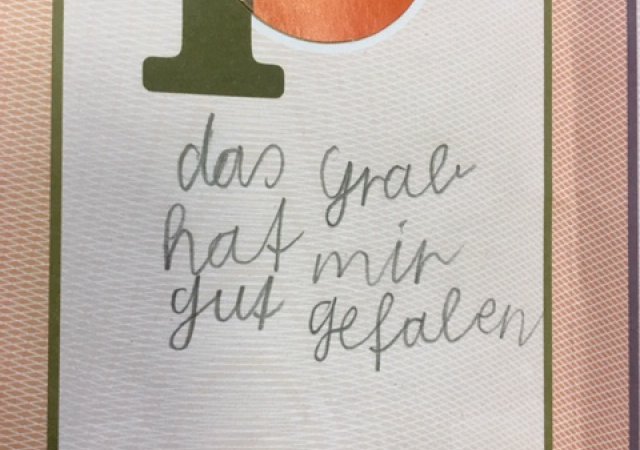 das Grab
hat mir
gut gefalen